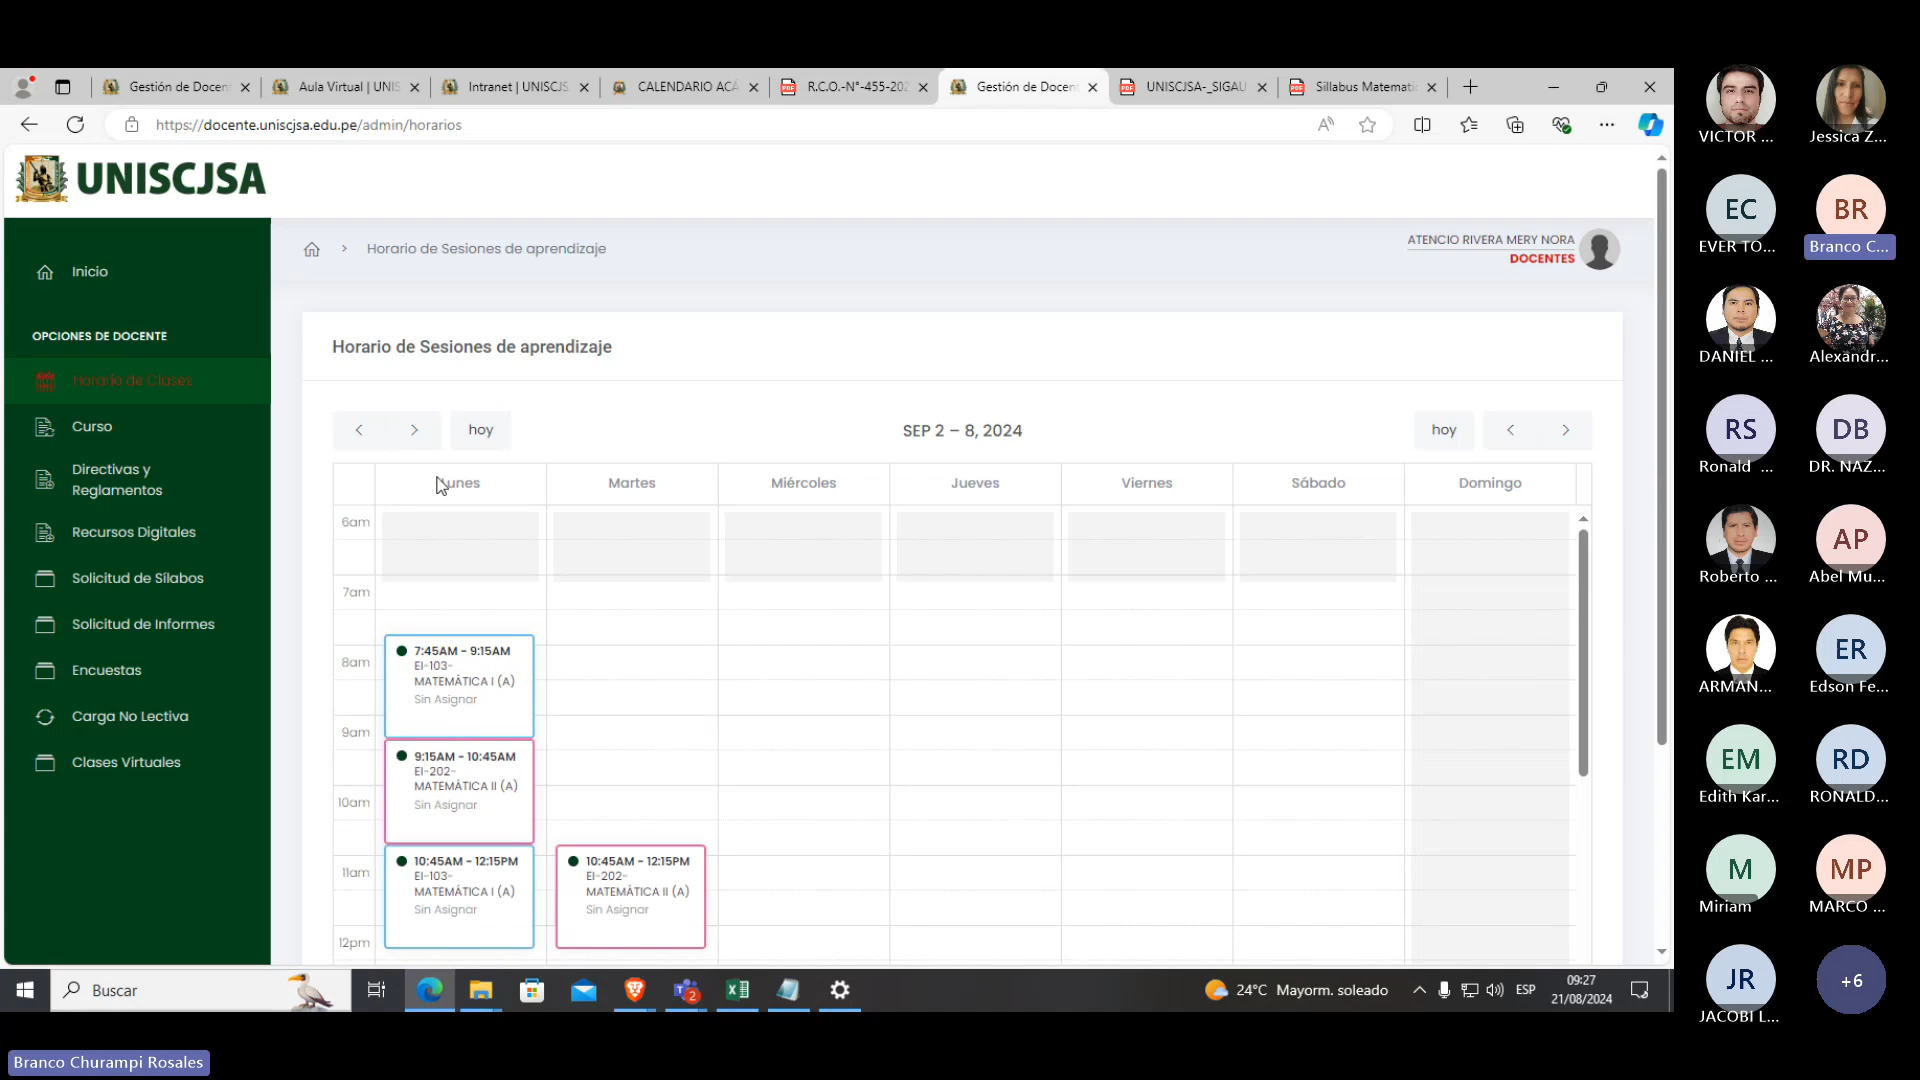 Gestión de Docen
Aula Virtual | UNIS
Intranet | UNISCJS
CALENDARIO ACÁ
R.C.O.-N°-455-202
Gestión de Docen
UNISCJSA-_SIGAU
Sillabus Matemati
https://docente.uniscjsa.edu.pe/admin/horarios
UNISCJSA
Horario de Sesiones de aprendizaje
ATENCIO RIVERA MERY NORA
DOCENTES
Inicio
OPCIONES DE DOCENTE
Horario de Clases
Curso
Directivas y
Reglamentos
Recursos Digitales
Solicitud de Sílabos
Solicitud de Informes
Encuestas
Carga No Lectiva
Clases Virtuales
Horario de Sesiones de aprendizaje
hoy
SEP 2 – 8, 2024
hoy
Lunes Martes Miércoles Jueves Viernes Sábado Domingo
6am
7am
8am
9am
10am
11am
12pm
7:45AM - 9:15AM
EI-103-
MATEMÁTICA I (A)
Sin Asignar
9:15AM - 10:45AM
EI-202-
MATEMÁTICA II (A)
Sin Asignar
10:45AM - 12:15PM
EI-103-
MATEMÁTICA I (A)
Sin Asignar
10:45AM - 12:15PM
EI-202-
MATEMÁTICA II (A)
Sin Asignar
Buscar
2
24°C Mayorm. soleado
ESP
09:27
21/08/2024
VICTOR ...
Jessica Z...
EC
EVER TO...
BR
Branco C...
DANIEL ...
Alexandr...
RS
Ronald ...
DB
DR. NAZ...
Roberto ...
AP
Abel Mu...
ARMAN...
ER
Edson Fe...
EM
Edith Kar...
RD
RONALD...
M
Miriam
MP
MARCO ...
JR
JACOBI L...
+6
Branco Churampi Rosales